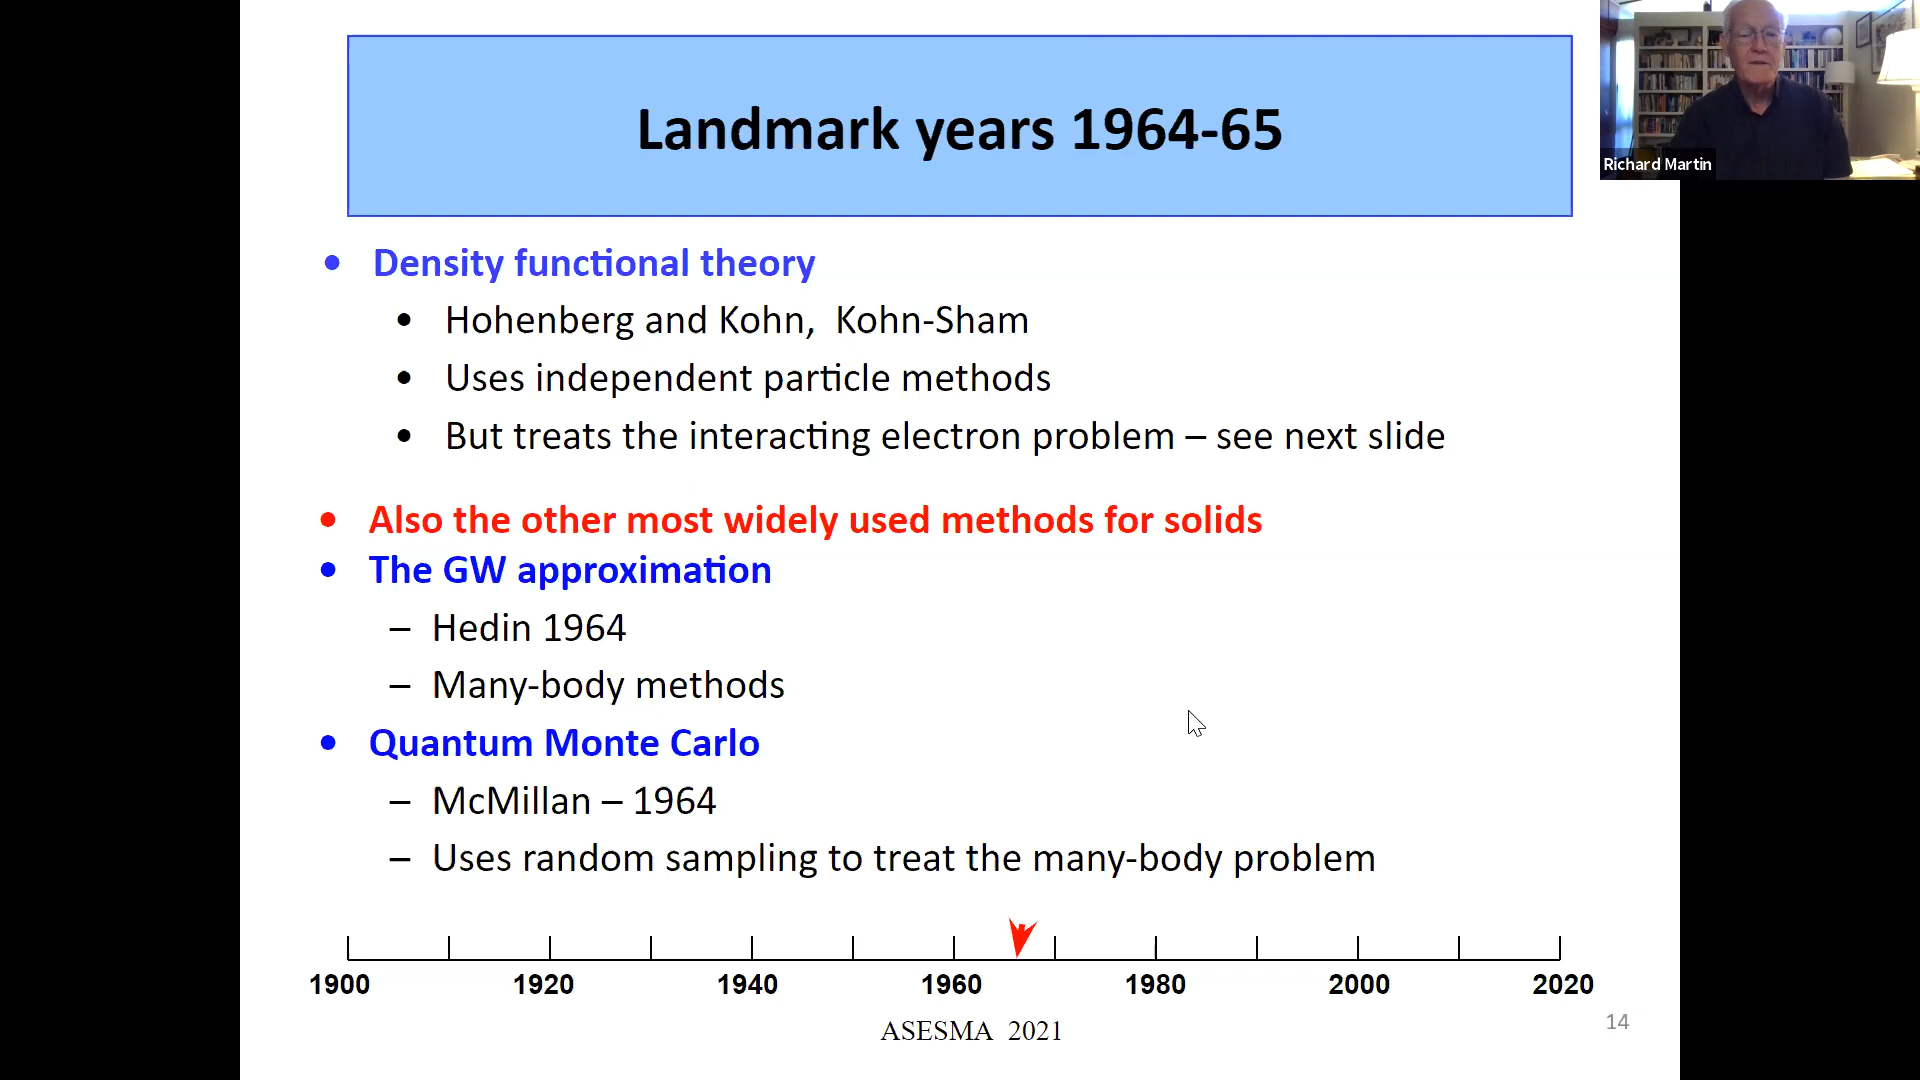 Landmark years 1964-65
Richard Martin
• Density functional theory
• Hohenberg and Kohn, Kohn-Sham
• Uses independent particle methods
• But treats the interacting electron problem – see next slide
• Also the other most widely used methods for solids
• The GW approximation
– Hedin 1964
– Many-body methods
• Quantum Monte Carlo
– McMillan – 1964
– Uses random sampling to treat the many-body problem
1900 1920 1940 1960 1980 2000 2020
ASESMA 2021
14